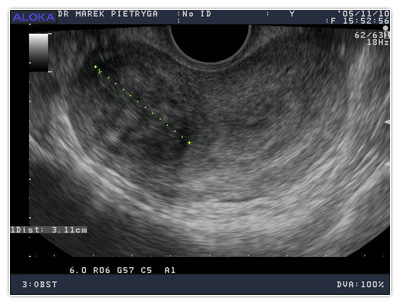 ALOKA DR MAREK PIETRYGA :No ID : Y '05/11/10
: :F 15:52:56
62/63
18Hz
1Dist: 3.11cm
6.0 R06 G57 C5 A1
3:OBST DVA:100%